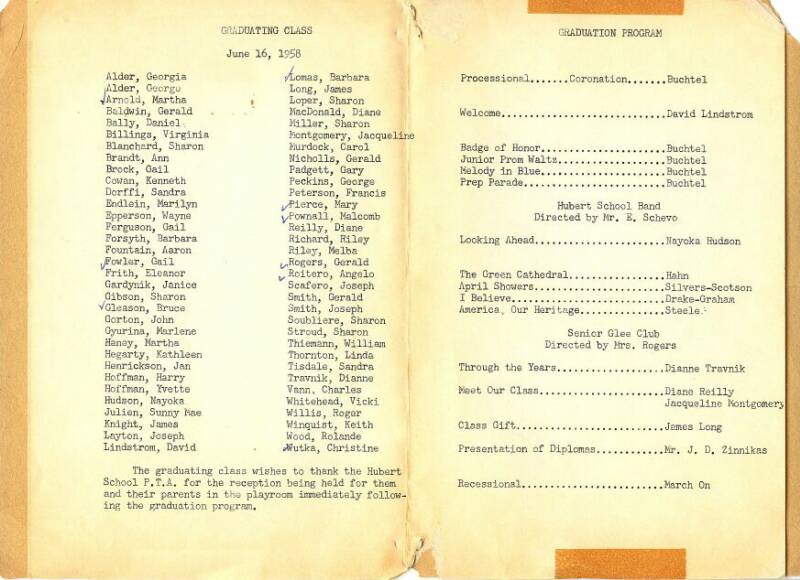 GRADUATING CLASS
June 16, 1958
Alder, Georgia
Alder, George
Arnold, Martha
Baldwin, Gerald
Bally, Daniel
Billings, Virginia
Blanchard, Sharon
Brandt, Ann
Brock, Gail
Cowan, Kenneth
Dorffi, Sandra
Endlein, Marilyn
Epperson, Wayne
Ferguson, Gail
Forsyth, Barbara
Fountain, Aaron
Fowler, Gail
Frith, Eleanor
Gardynik, Janice
Gibson, Sharon
Gleason, Bruce
Gorton, John
Gyurina, Marlene
Haney, Martha
Hegarty, Kathleen
Henrickson, Jan
Hoffman, Harry
Hoffman, Yvette
Hudson, Nayoka
Julien, Sunny Mae
Knight, James
Layton, Joseph
Lindstrom, David
Lomas, Barbara
Long, James
Loper, Sharon
MacDonald, Diane
Miller, Sharon
Montgomery, Jacqueline
Murdock, Carol
Nicholls, Gerald
Padgett, Gary
Peckins, George
Peterson, Francis
Pierce, Mary
Pownall, Malcomb
Reilly, Diane
Richard, Riley
Riley, Melba
Rogers, Gerald
Roitero, Angelo
Scafero, Joseph
Smith, Gerald
Smith, Joseph
Soubliere, Sharon
Stroud, Sharon
Thiemann, William
Thornton, Linda
Tisdale, Sandra
Travnik, Dianne
Vann, Charles
Whitehead, Vicki
Willis, Roger
Winquist, Keith
Wood, Rolande
Wutka, Christine
The graduating class wishes to thank the Hubert
School P.T.A. for the reception being held for them
and their parents in the playroom immediately follow-
ing the graduation program.
GRADUATION PROGRAM
Processional.......Coronation.......Buchtel
Welcome............................David Lindstrom
Badge of Honor.....................Buchtel
Junior Prom Waltz..................Buchtel
Melody in Blue.....................Buchtel
Prep Parade........................Buchtel
Hubert School Band
Directed by Mr. E. Schevo
Looking Ahead......................Nayoka Hudson
The Green Cathedral................Hahn
April Showers......................Silvers-Scotson
I Believe..........................Drake-Graham
America, Our Heritage..............Steele
Senior Glee Club
Directed by Mrs. Rogers
Through the Years..................Dianne Travnik
Meet Our Class.....................Diane Reilly
Jacqueline Montgomery
Class Gift.........................James Long
Presentation of Diplomas...........Mr. J. D. Zinnikas
Recessional........................March On